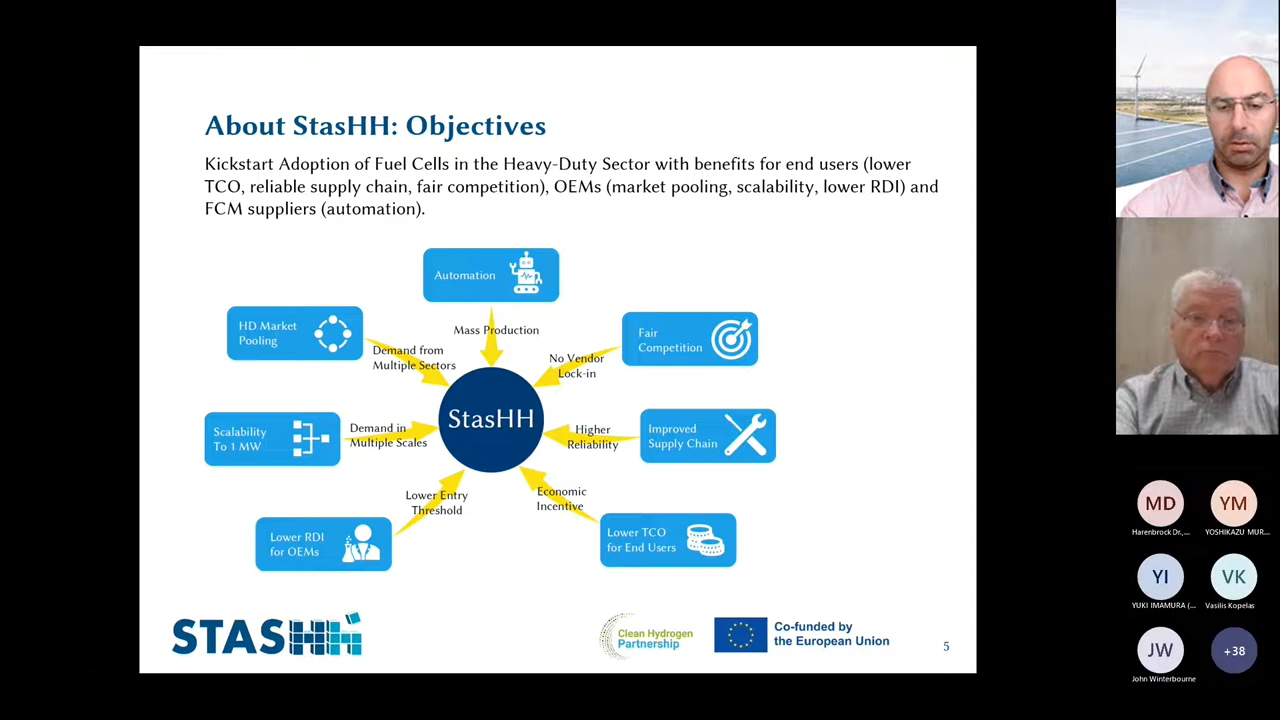 About StasHH: Objectives
Kickstart Adoption of Fuel Cells in the Heavy-Duty Sector with benefits for end users (lower
TCO, reliable supply chain, fair competition), OEMs (market pooling, scalability, lower RDI) and
FCM suppliers (automation).
Automation
Mass Production
HD Market
Pooling
Demand from
Multiple Sectors
Fair
Competition
No Vendor
Lock-in
StasHH
Scalability
To 1 MW
Demand in
Multiple Scales
Higher
Reliability
Improved
Supply Chain
Lower Entry
Threshold
Economic
Incentive
Lower RDI
for OEMs
Lower TCO
for End Users
STASHH
Clean Hydrogen
Partnership
Co-funded by
the European Union
5
MD
Harenbrock Dr.,...
YM
YOSHIKAZU MUR...
YI
YUKI IMAMURA (...
VK
Vasilis Kopelas
JW
John Winterbourne
+38